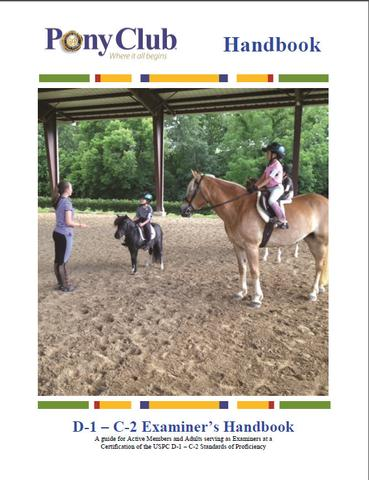 Pony Club
Where it all begins
Handbook
D-1 – C-2 Examiner's Handbook
A guide for Active Members and Adults serving as Examiners at a
Certification of the USPC D-1 – C-2 Standards of Proficiency